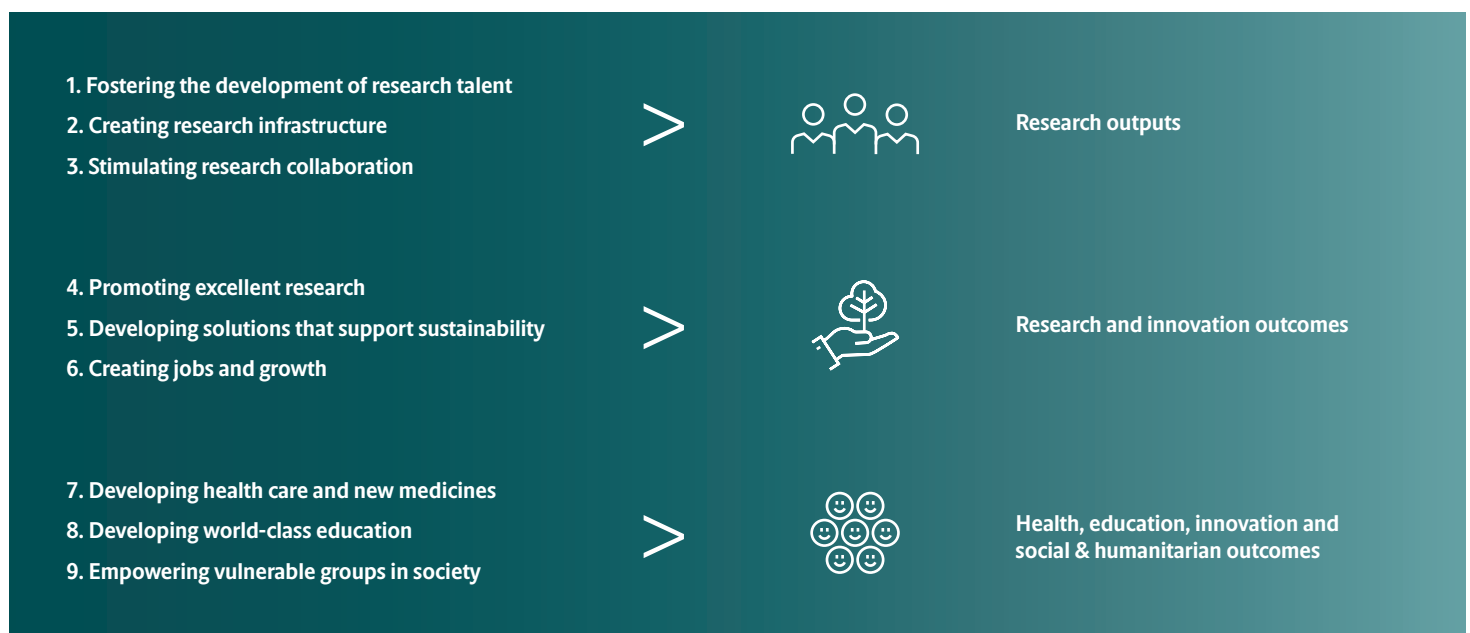 1. Fostering the development of research talent
2. Creating research infrastructure
3. Stimulating research collaboration
>
Research outputs
4. Promoting excellent research
5. Developing solutions that support sustainability
6. Creating jobs and growth
>
Research and innovation outcomes
7. Developing health care and new medicines
8. Developing world-class education
9. Empowering vulnerable groups in society
>
Health, education, innovation and
social & humanitarian outcomes